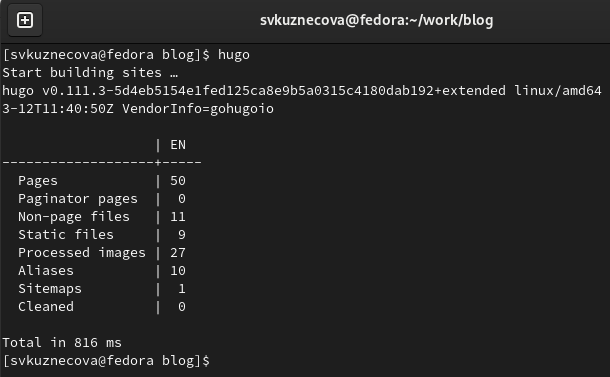 svkuznecova@fedora:~/work/blog
[svkuznecova@fedora blog]$ hugo
Start building sites …
hugo v0.111.3-5d4eb5154e1fed125ca8e9b5a0315c4180dab192+extended linux/amd64
3-12T11:40:50Z VendorInfo=gohugoio
                   | EN
-------------------+-----
  Pages            | 50
  Paginator pages  |  0
  Non-page files   | 11
  Static files     |  9
  Processed images | 27
  Aliases          | 10
  Sitemaps         |  1
  Cleaned          |  0
Total in 816 ms
[svkuznecova@fedora blog]$